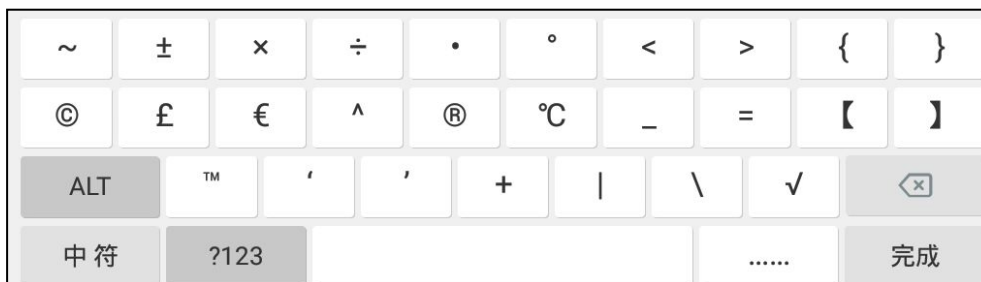 ~ ± × ÷ • ° < > { }
© £ € ^ ® ℃ _ = 【 】
ALT ™ ‘ ’ + | \ √
中符 ?123 …… 完成